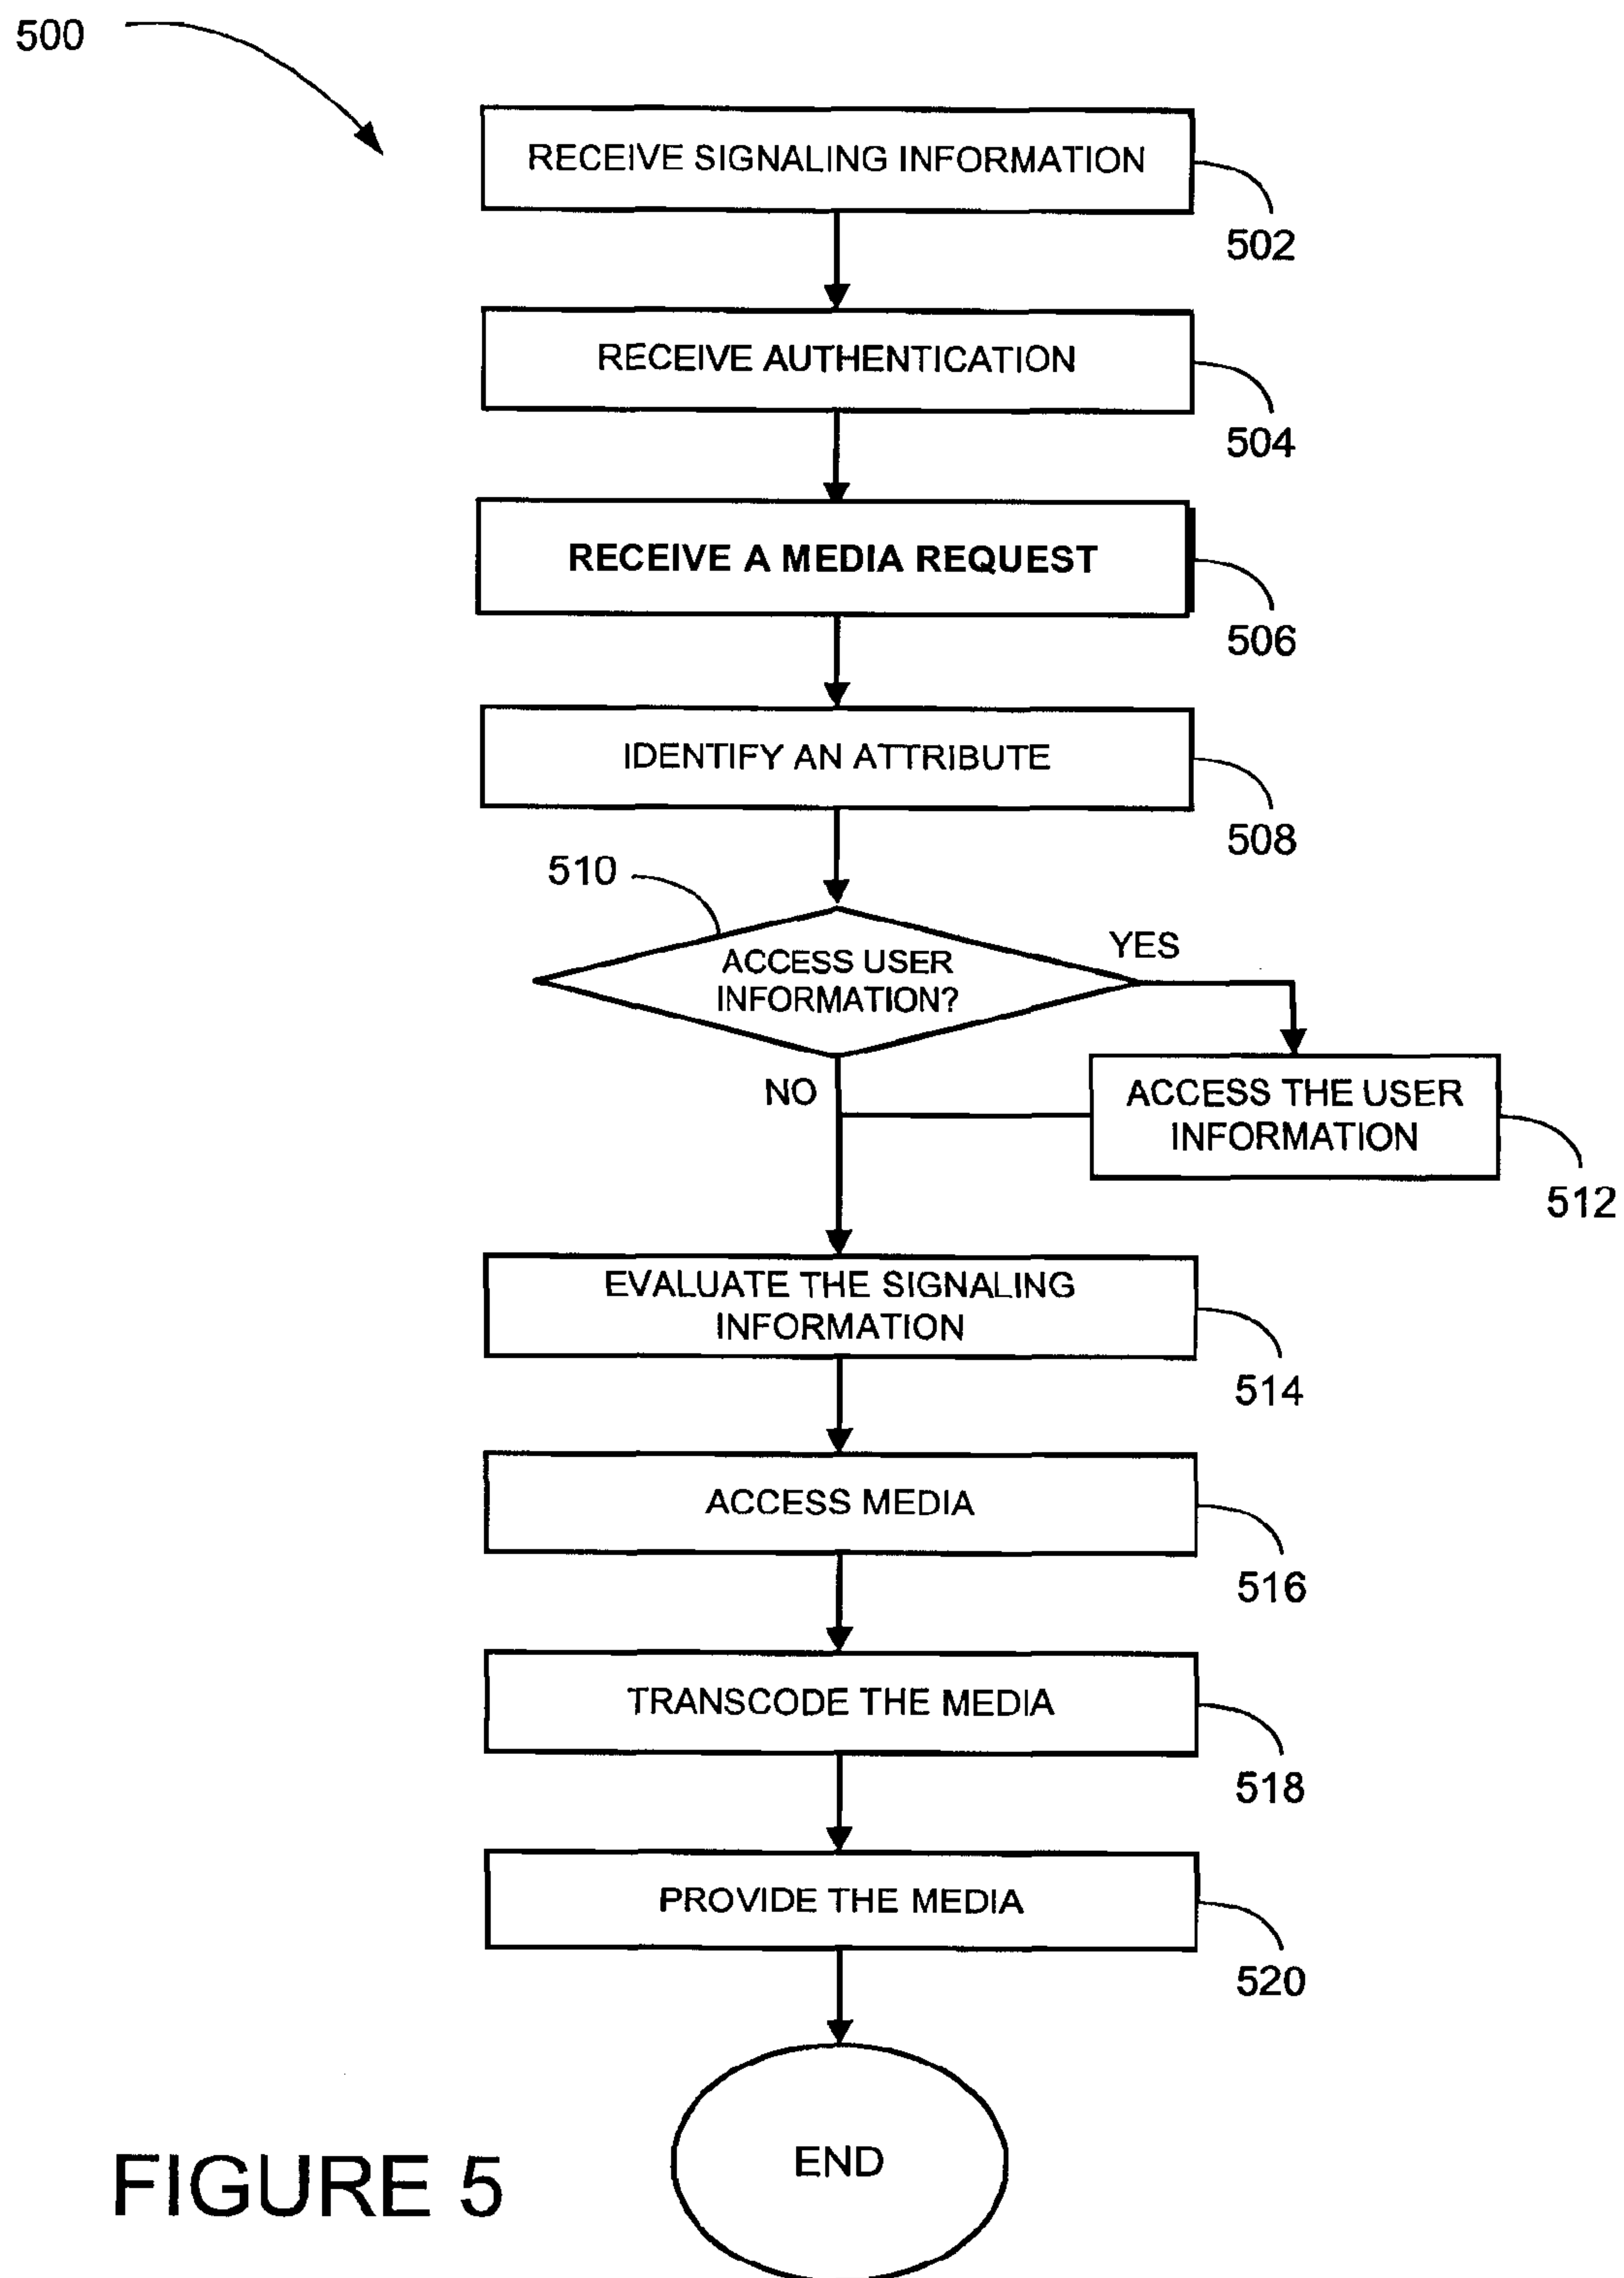 500
RECEIVE SIGNALING INFORMATION
502
RECEIVE AUTHENTICATION
504
RECEIVE A MEDIA REQUEST
506
IDENTIFY AN ATTRIBUTE
508
510
ACCESS USER
INFORMATION?
YES
NO
ACCESS THE USER
INFORMATION
512
EVALUATE THE SIGNALING
INFORMATION
514
ACCESS MEDIA
516
TRANSCODE THE MEDIA
518
PROVIDE THE MEDIA
520
END
FIGURE 5